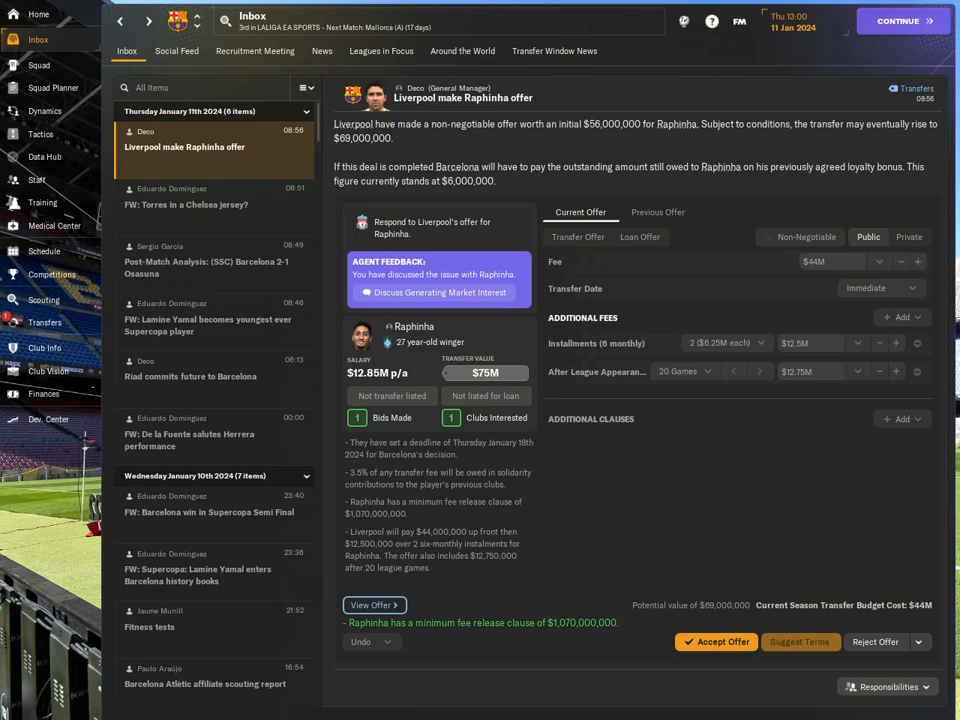 Home
Inbox
Squad
Squad Planner
Dynamics
Tactics
Data Hub
Staff
Training
Medical Center
Schedule
Competitions
Scouting
1
Transfers
Club Info
Club Vision
Finances
Dev. Center
Inbox
3rd in LALIGA EA SPORTS - Next Match: Mallorca (A) (17 days)
?
FM
Thu 13:00
11 Jan 2024
CONTINUE
Inbox
Social Feed
Recruitment Meeting
News
Leagues in Focus
Around the World
Transfer Window News
All Items
Thursday January 11th 2024 (6 items)
Deco 08:56
Liverpool make Raphinha offer
Eduardo Domínguez 08:51
FW: Torres in a Chelsea jersey?
Sergio García 08:49
Post-Match Analysis: (SSC) Barcelona 2-1
Osasuna
Eduardo Domínguez 08:46
FW: Lamine Yamal becomes youngest ever
Supercopa player
Deco 06:13
Riad commits future to Barcelona
Eduardo Domínguez 00:00
FW: De la Fuente salutes Herrera
performance
Wednesday January 10th 2024 (7 items)
Eduardo Domínguez 23:40
FW: Barcelona win in Supercopa Semi Final
Eduardo Domínguez 23:36
FW: Supercopa: Lamine Yamal enters
Barcelona history books
Jaume Munill 21:52
Fitness tests
Paulo Araújo 16:54
Barcelona Atlètic affiliate scouting report
Deco (General Manager)
Liverpool make Raphinha offer
Transfers
08:56
Liverpool have made a non-negotiable offer worth an initial $56,000,000 for Raphinha. Subject to conditions, the transfer may eventually rise to
$69,000,000.
If this deal is completed Barcelona will have to pay the outstanding amount still owed to Raphinha on his previously agreed loyalty bonus. This
figure currently stands at $6,000,000.
Respond to Liverpool's offer for
Raphinha.
AGENT FEEDBACK:
You have discussed the issue with Raphinha.
Discuss Generating Market Interest
Raphinha
27 year-old winger
SALARY
$12.85M p/a
TRANSFER VALUE
$75M
Not transfer listed
Not listed for loan
1 Bids Made
1 Clubs Interested
- They have set a deadline of Thursday January 18th
2024 for Barcelona's decision.
- 3.5% of any transfer fee will be owed in solidarity
contributions to the player's previous clubs.
- Raphinha has a minimum fee release clause of
$1,070,000,000.
- Liverpool will pay $44,000,000 up front then
$12,500,000 over 2 six-monthly instalments for
Raphinha. The offer also includes $12,750,000
after 20 league games.
Current Offer
Previous Offer
Transfer Offer
Loan Offer
Non-Negotiable
Public
Private
Fee $44M
Transfer Date Immediate
ADDITIONAL FEES Add
Installments (6 monthly) 2 ($6.25M each) $12.5M
After League Appearan... 20 Games $12.75M
ADDITIONAL CLAUSES Add
View Offer
Potential value of $69,000,000 Current Season Transfer Budget Cost: $44M
- Raphinha has a minimum fee release clause of $1,070,000,000.
Undo
Accept Offer
Suggest Terms
Reject Offer
Responsibilities